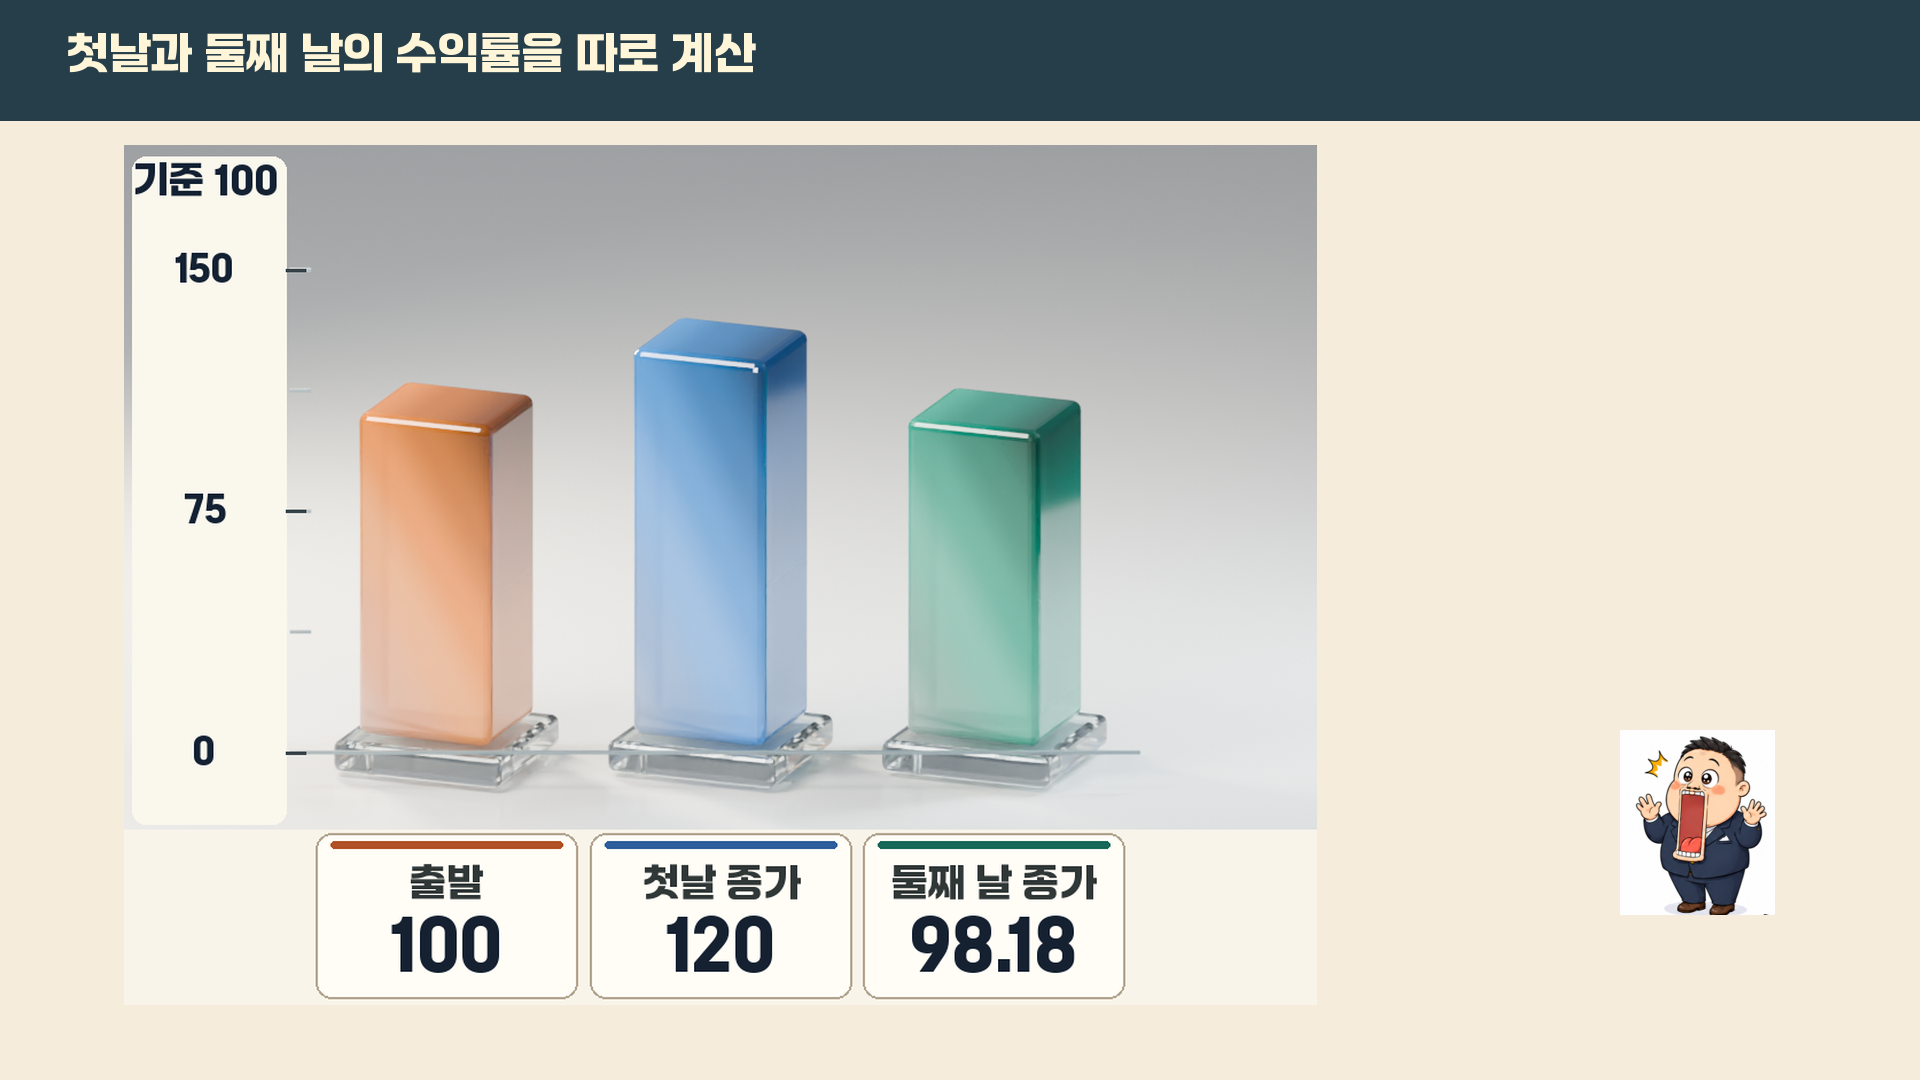 첫날과 둘째 날의 수익률을 따로 계산
기준 100
150
75
0
출발
100
첫날 종가
120
둘째 날 종가
98.18